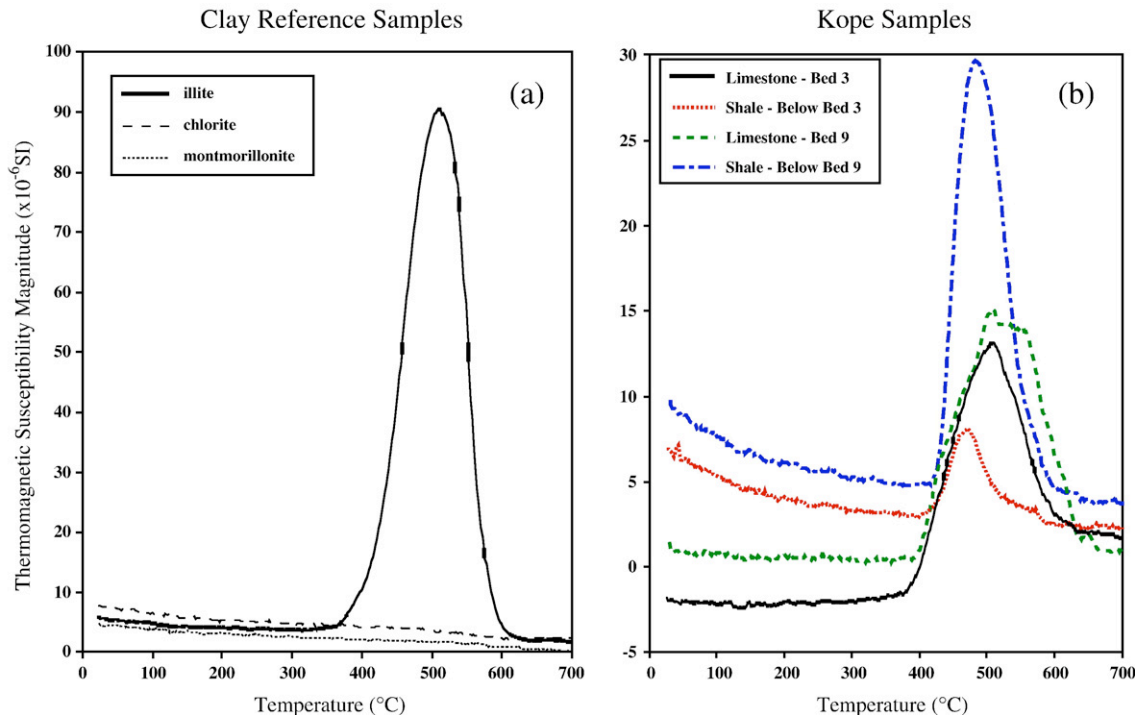 Clay Reference Samples
Kope Samples
Thermomagnetic Susceptibility Magnitude (x10⁻⁶SI)
100
90
80
70
60
50
40
30
20
10
0
illite
chlorite
montmorillonite
(a)
0
100
200
300
400
500
600
700
Temperature (°C)
30
25
20
15
10
5
0
-5
Limestone - Bed 3
Shale - Below Bed 3
Limestone - Bed 9
Shale - Below Bed 9
(b)
0
100
200
300
400
500
600
700
Temperature (°C)